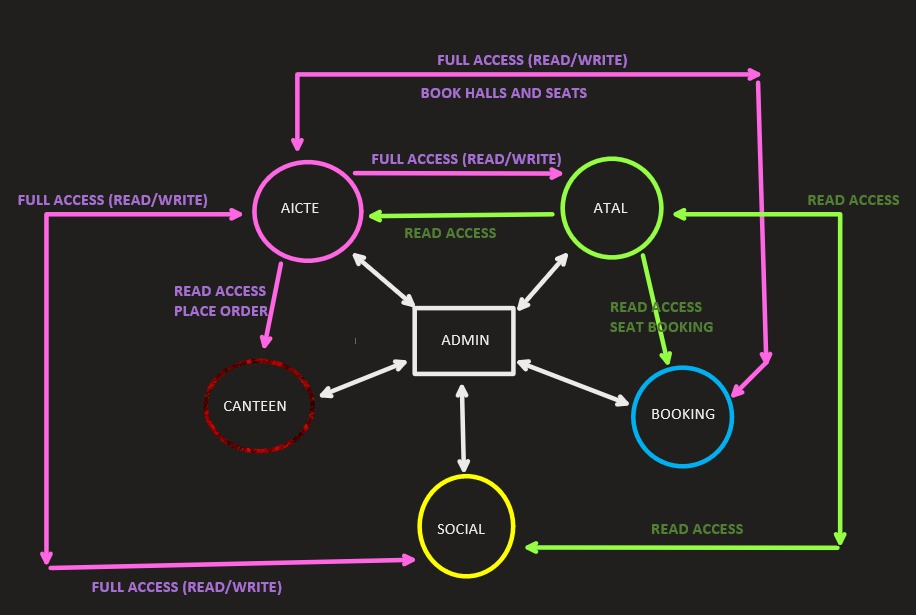 FULL ACCESS (READ/WRITE)
BOOK HALLS AND SEATS
FULL ACCESS (READ/WRITE)
FULL ACCESS (READ/WRITE)
READ ACCESS
AICTE
ATAL
READ ACCESS
READ ACCESS
PLACE ORDER
READ ACCESS
SEAT BOOKING
ADMIN
CANTEEN
BOOKING
SOCIAL
READ ACCESS
FULL ACCESS (READ/WRITE)